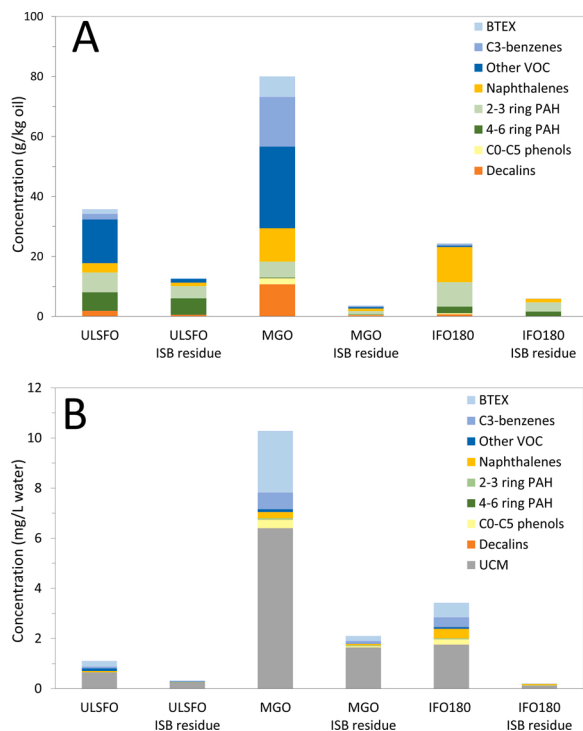 A
Concentration (g/kg oil)
100
80
60
40
20
0
BTEX
C3-benzenes
Other VOC
Naphthalenes
2-3 ring PAH
4-6 ring PAH
C0-C5 phenols
Decalins
ULSFO
ULSFO
ISB residue
MGO
MGO
ISB residue
IFO180
IFO180
ISB residue
B
Concentration (mg/L water)
12
10
8
6
4
2
0
BTEX
C3-benzenes
Other VOC
Naphthalenes
2-3 ring PAH
4-6 ring PAH
C0-C5 phenols
Decalins
UCM
ULSFO
ULSFO
ISB residue
MGO
MGO
ISB residue
IFO180
IFO180
ISB residue